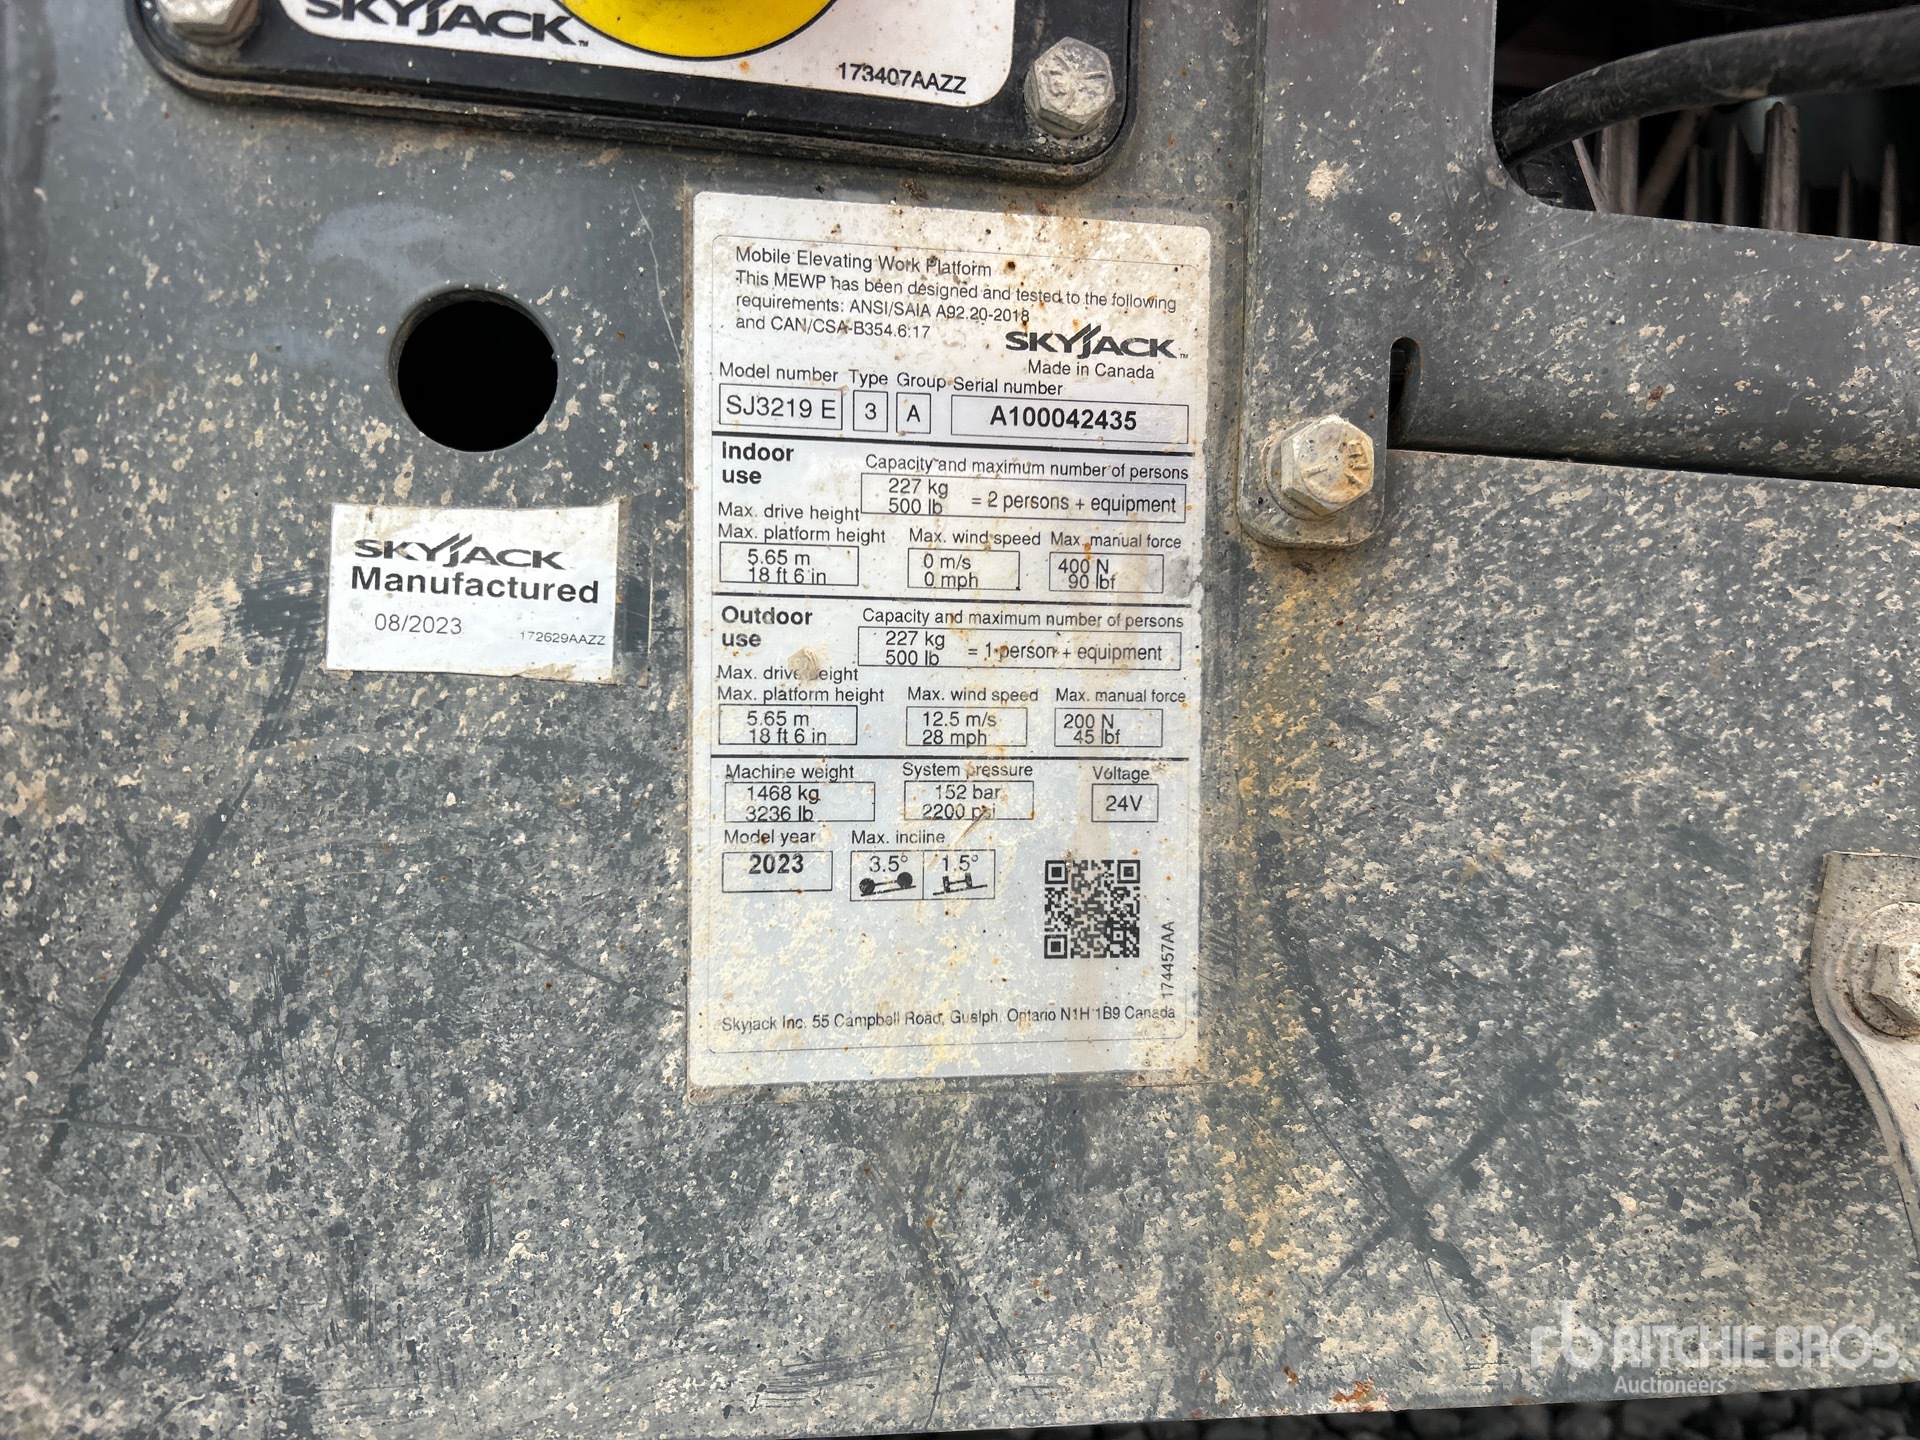 SKYJACK™
173407AAZZ
Mobile Elevating Work Platform
This MEWP has been designed and tested to the following
requirements: ANSI/SAIA A92.20-2018
and CAN/CSA-B354.6:17
SKYJACK™
Made in Canada
Model number Type Group Serial number
SJ3219 E 3 A A100042435
Indoor
use
Capacity and maximum number of persons
227 kg
500 lb
= 2 persons + equipment
Max. drive height
Max. platform height Max. wind speed Max. manual force
5.65 m 0 m/s 400 N
18 ft 6 in 0 mph 90 lbf
Outdoor
use
Capacity and maximum number of persons
227 kg
500 lb
= 1 person + equipment
Max. drive height
Max. platform height Max. wind speed Max. manual force
5.65 m 12.5 m/s 200 N
18 ft 6 in 28 mph 45 lbf
Machine weight System pressure Voltage
1468 kg 152 bar 24V
3236 lb 2200 psi
Model year Max. incline
2023 3.5° 1.5°
174457AA
Skyjack Inc. 55 Campbell Road, Guelph, Ontario N1H 1B9 Canada
SKYJACK
Manufactured
08/2023 172629AAZZ
rb RITCHIE BROS.
Auctioneers